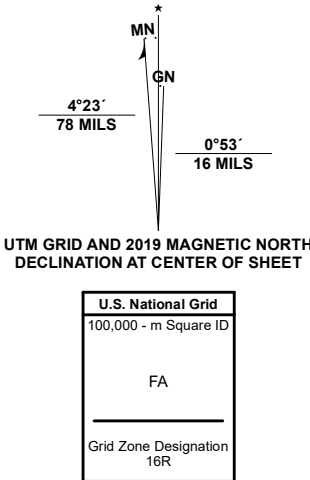 ★
MN
GN
4°23´
78 MILS
0°53´
16 MILS
UTM GRID AND 2019 MAGNETIC NORTH
DECLINATION AT CENTER OF SHEET
U.S. National Grid
100,000 - m Square ID
FA
Grid Zone Designation
16R